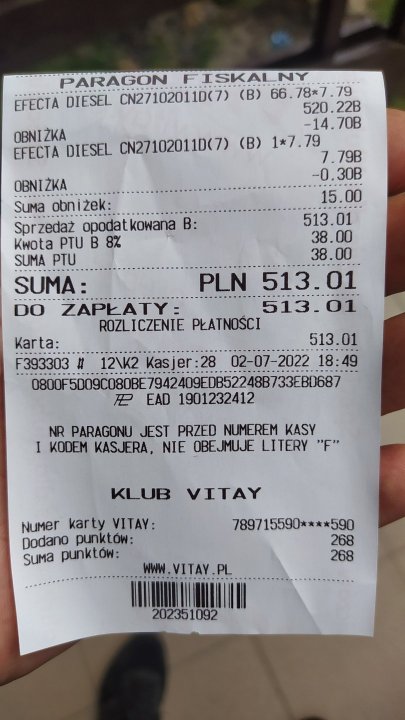 PARAGON FISKALNY
EFECTA DIESEL CN27102011D(7) (B) 66.78*7.79
520.22B
OBNIŻKA -14.70B
EFECTA DIESEL CN27102011D(7) (B) 1*7.79
7.79B
OBNIŻKA -0.30B
Suma obniżek: 15.00
Sprzedaż opodatkowana B: 513.01
Kwota PTU B 8% 38.00
SUMA PTU 38.00
SUMA: PLN 513.01
DO ZAPŁATY: 513.01
ROZLICZENIE PŁATNOŚCI
Karta: 513.01
F393303 # 12\K2 Kasjer:28 02-07-2022 18:49
0800F5D09C080BE7942409EDB52248B733EBD687
EAD 1901232412
NR PARAGONU JEST PRZED NUMEREM KASY
I KODEM KASJERA, NIE OBEJMUJE LITERY "F"
KLUB VITAY
Numer karty VITAY: 789715590****590
Dodano punktów: 268
Suma punktów: 268
WWW.VITAY.PL
202351092